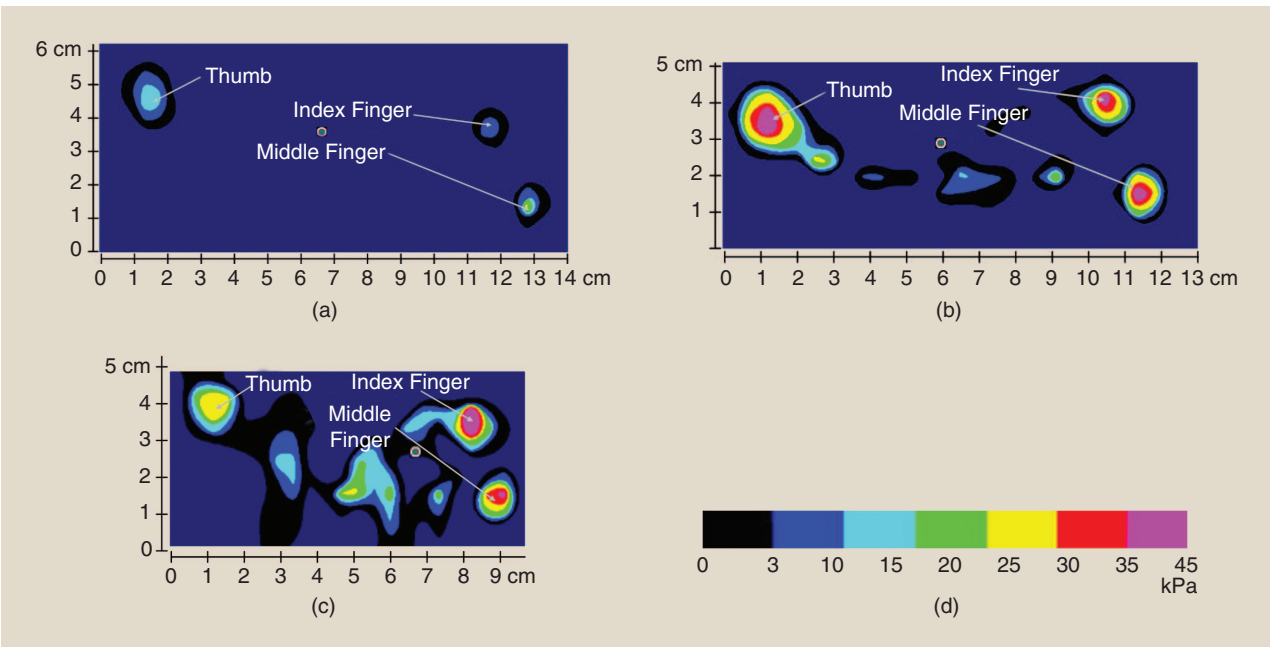 6 cm
5
4
3
2
1
0
Thumb
Index Finger
Middle Finger
0 1 2 3 4 5 6 7 8 9 10 11 12 13 14 cm
(a)
5 cm
4
3
2
1
Thumb
Index Finger
Middle Finger
0 1 2 3 4 5 6 7 8 9 10 11 12 13 cm
(b)
5 cm
4
3
2
1
0
Thumb
Index Finger
Middle
Finger
0 1 2 3 4 5 6 7 8 9 cm
(c)
0 3 10 15 20 25 30 35 45
kPa
(d)